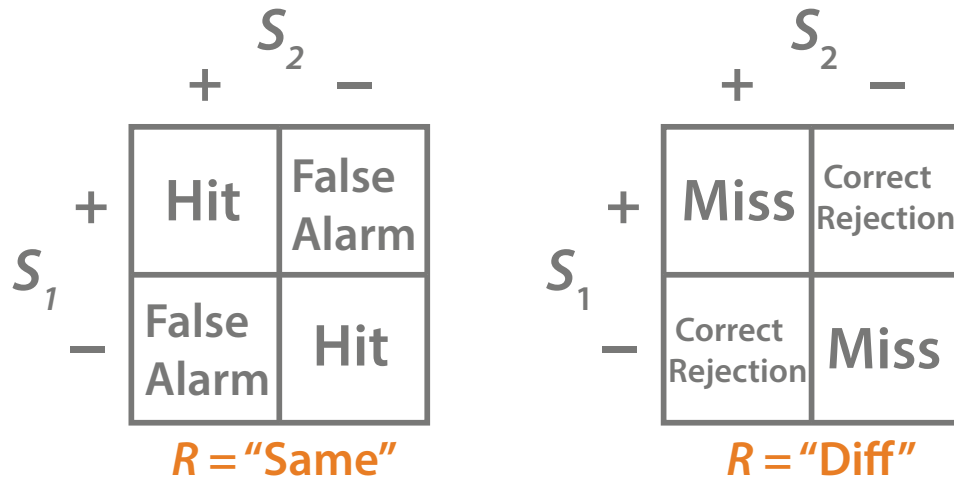 S2
+ −
+ Hit False Alarm
S1
− False Alarm Hit
R = “Same”
S2
+ −
+ Miss Correct Rejection
S1
− Correct Rejection Miss
R = “Diff”